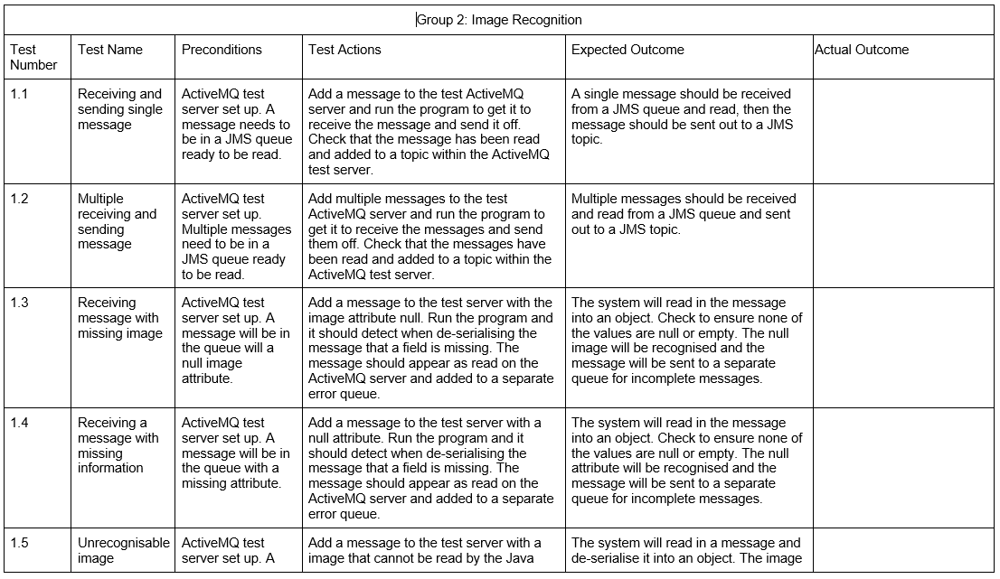 Group 2: Image Recognition
Test
Number
Test Name
Preconditions
Test Actions
Expected Outcome
Actual Outcome
1.1
Receiving and
sending single
message
ActiveMQ test
server set up. A
message needs to
be in a JMS queue
ready to be read.
Add a message to the test ActiveMQ
server and run the program to get it to
receive the message and send it off.
Check that the message has been read
and added to a topic within the ActiveMQ
test server.
A single message should be received
from a JMS queue and read, then the
message should be sent out to a JMS
topic.
1.2
Multiple
receiving and
sending
message
ActiveMQ test
server set up.
Multiple messages
need to be in a
JMS queue ready
to be read.
Add multiple messages to the test
ActiveMQ server and run the program to
get it to receive the messages and send
them off. Check that the messages have
been read and added to a topic within the
ActiveMQ test server.
Multiple messages should be received
and read from a JMS queue and sent
out to a JMS topic.
1.3
Receiving
message with
missing image
ActiveMQ test
server set up. A
message will be in
the queue will a
null image
attribute.
Add a message to the test server with the
image attribute null. Run the program and
it should detect when de-serialising the
message that a field is missing. The
message should appear as read on the
ActiveMQ server and added to a separate
error queue.
The system will read in the message
into an object. Check to ensure none of
the values are null or empty. The null
image will be recognised and the
message will be sent to a separate
queue for incomplete messages.
1.4
Receiving a
message with
missing
information
ActiveMQ test
server set up. A
message will be in
the queue with a
missing attribute.
Add a message to the test server with a
null attribute. Run the program and it
should detect when de-serialising the
message that a field is missing. The
message should appear as read on the
ActiveMQ server and added to a separate
error queue.
The system will read in the message
into an object. Check to ensure none of
the values are null or empty. The null
attribute will be recognised and the
message will be sent to a separate
queue for incomplete messages.
1.5
Unrecognisable
image
ActiveMQ test
server set up. A
Add a message to the test server with a
image that cannot be read by the Java
The system will read in a message and
de-serialise it into an object. The image